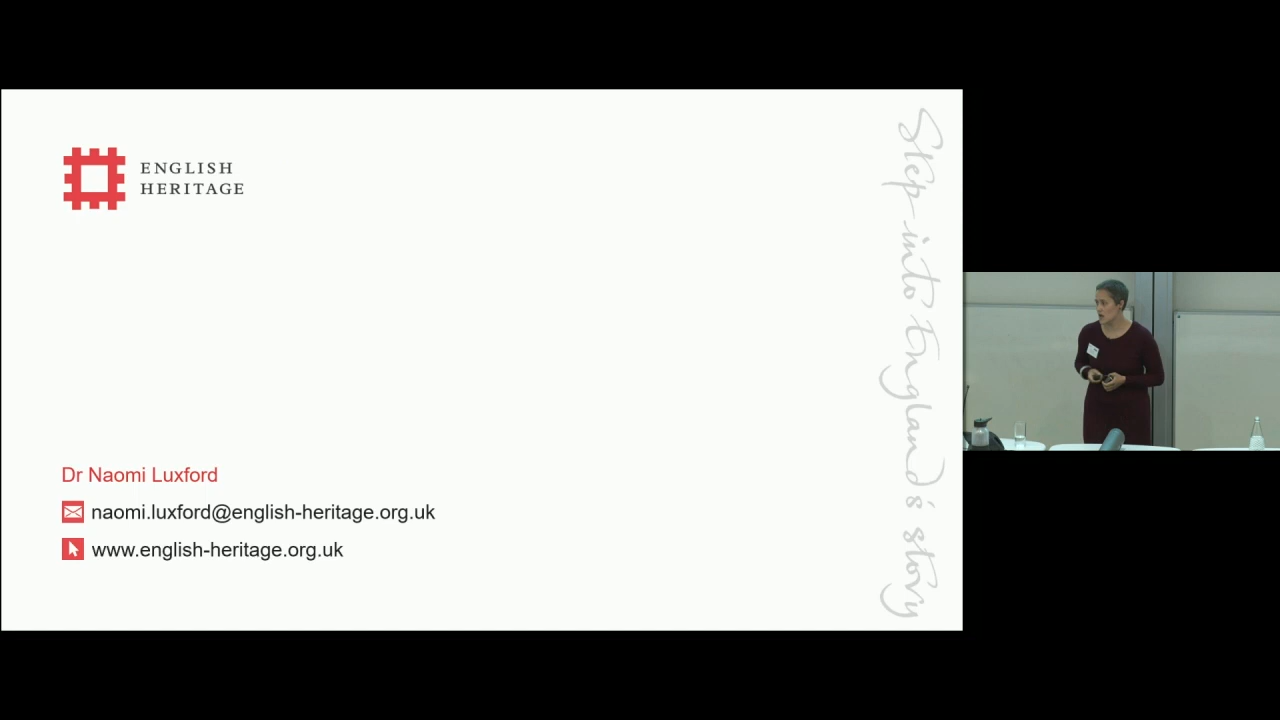 ENGLISH
HERITAGE
Step into England's story
Dr Naomi Luxford
naomi.luxford@english-heritage.org.uk
www.english-heritage.org.uk